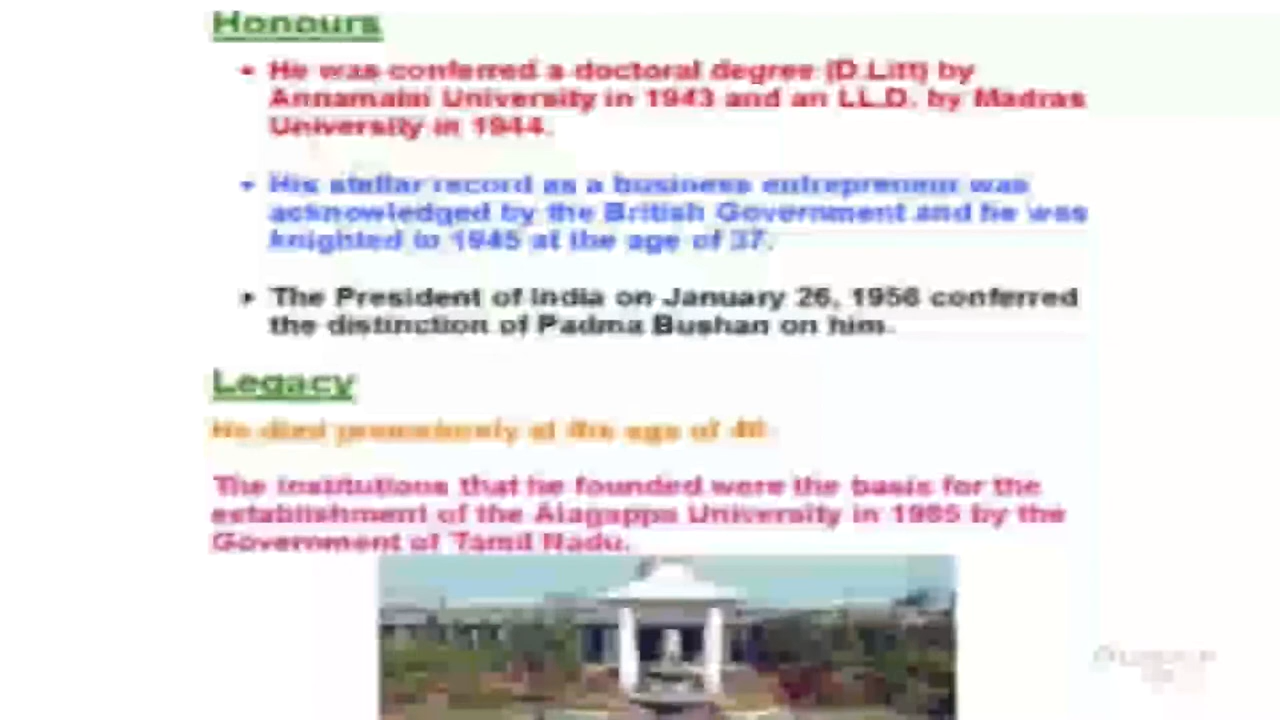 Honours
He was conferred a doctoral degree (D.Litt) by
Annamalai University in 1943 and an LL.D. by Madras
University in 1944.
His stellar record as a business entrepreneur was
acknowledged by the British Government and he was
knighted in 1945 at the age of 37.
The President of India on January 26, 1956 conferred
the distinction of Padma Bushan on him.
Legacy
He died prematurely at the age of
The institutions that he founded were the basis for the
establishment of the Alagappa University in 1985 by the
Government of Tamil Nadu.